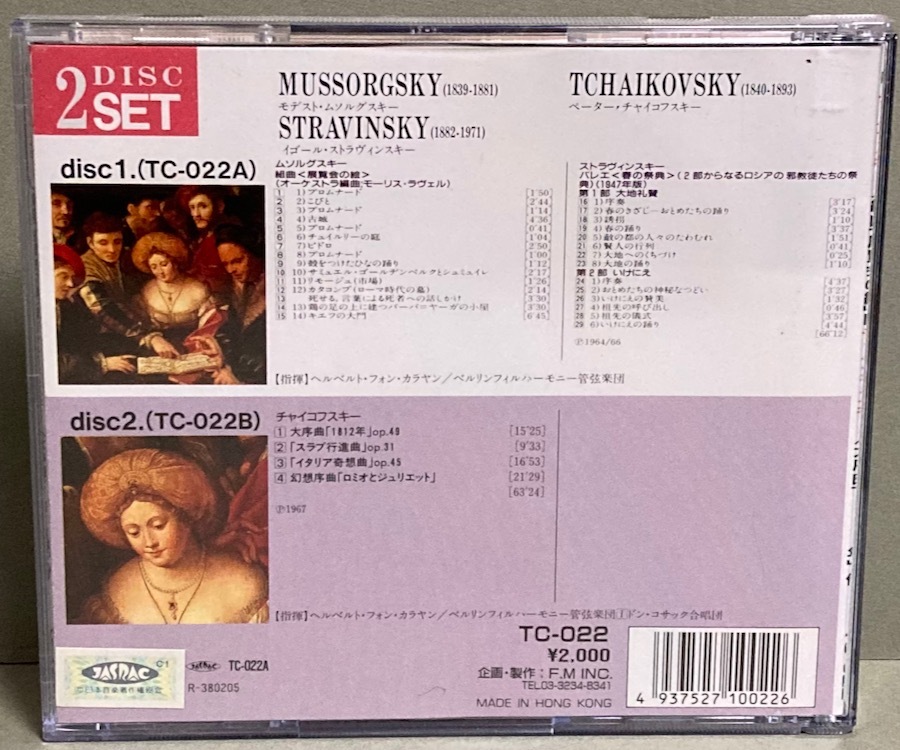 2 DISC
SET
MUSSORGSKY(1839-1881)
モデスト・ムソルグスキー
STRAVINSKY(1882-1971)
イゴール・ストラヴィンスキー
TCHAIKOVSKY(1840-1893)
ペーター・チャイコフスキー
disc1.(TC-022A)
ムソルグスキー
組曲<展覧会の絵>
(オーケストラ編曲;モーリス・ラヴェル)
1 1)プロムナード [1'50]
2 2)こびと [2'44]
3 3)プロムナード [1'14]
4 4)古城 [4'36]
5 5)プロムナード [0'41]
6 6)チュイルリーの庭 [1'04]
7 7)ビドロ [2'50]
8 8)プロムナード [1'00]
9 9)殻をつけたひなの踊り [1'12]
10 10)サミュエル・ゴールデンベルクとシュミュイレ [2'17]
11 11)リモージュ(市場) [1'26]
12 12)カタコンブ(ローマ時代の墓) [2'14]
13 死せる、言葉による死者への話しかけ [3'30]
14 13)鶏の足の上に建つバーバ=ヤーガの小屋 [3'30]
15 14)キエフの大門 [6'45]
ストラヴィンスキー
バレエ<春の祭典>(2部からなるロシアの邪教徒たちの祭
典)(1947年版)
第1部 大地礼賛
16 1)序奏 [3'17]
17 2)春のきざし—おとめたちの踊り [3'24]
18 3)誘拐 [1'10]
19 4)春の踊り [3'37]
20 5)敵の都の人々のたわむれ [1'51]
21 6)賢人の行列 [0'41]
22 7)大地へのくちづけ [0'25]
23 8)大地の踊り [1'10]
第2部 いけにえ
24 1)序奏 [4'37]
25 2)おとめたちの神秘なつどい [3'27]
26 3)いけにえの賛美 [1'32]
27 4)祖先の呼び出し [0'46]
28 5)祖先の儀式 [3'57]
29 6)いけにえの踊り [4'44]
[66'12]
Ⓟ1964/66
【指揮】ヘルベルト・フォン・カラヤン/ベルリンフィルハーモニー管弦楽団
disc2.(TC-022B)
チャイコフスキー
1 大序曲「1812年」op.49 [15'25]
2 「スラブ行進曲」op.31 [9'33]
3 「イタリア奇想曲」op.45 [16'53]
4 幻想序曲「ロミオとジュリエット」 [21'29]
[63'24]
Ⓟ1967
【指揮】ヘルベルト・フォン・カラヤン/ベルリンフィルハーモニー管弦楽団 1 ドン・コサック合唱団
TC-022
¥2,000
企画・製作:F.M INC.
TEL.03-3234-8341
MADE IN HONG KONG
4 937527 100226
JASRAC
C1
JASRAC TC-022A
R-380205